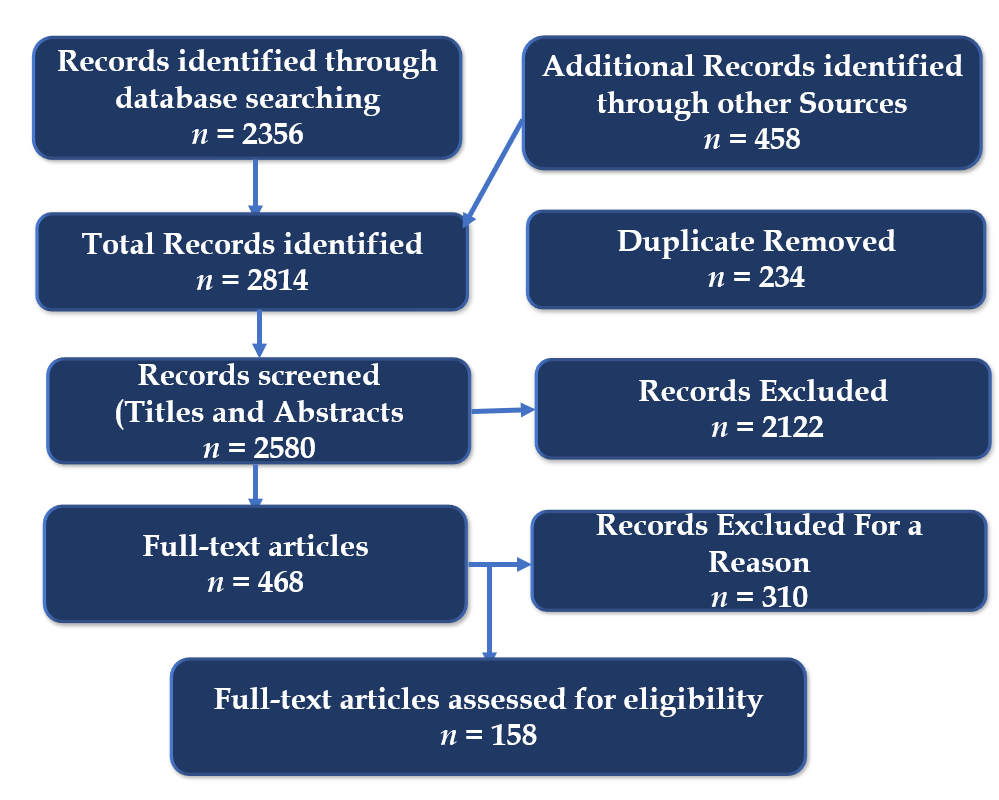 Records identified through
database searching
n = 2356
Additional Records identified
through other Sources
n = 458
Total Records identified
n = 2814
Duplicate Removed
n = 234
Records screened
(Titles and Abstracts
n = 2580
Records Excluded
n = 2122
Full-text articles
n = 468
Records Excluded For a
Reason
n = 310
Full-text articles assessed for eligibility
n = 158